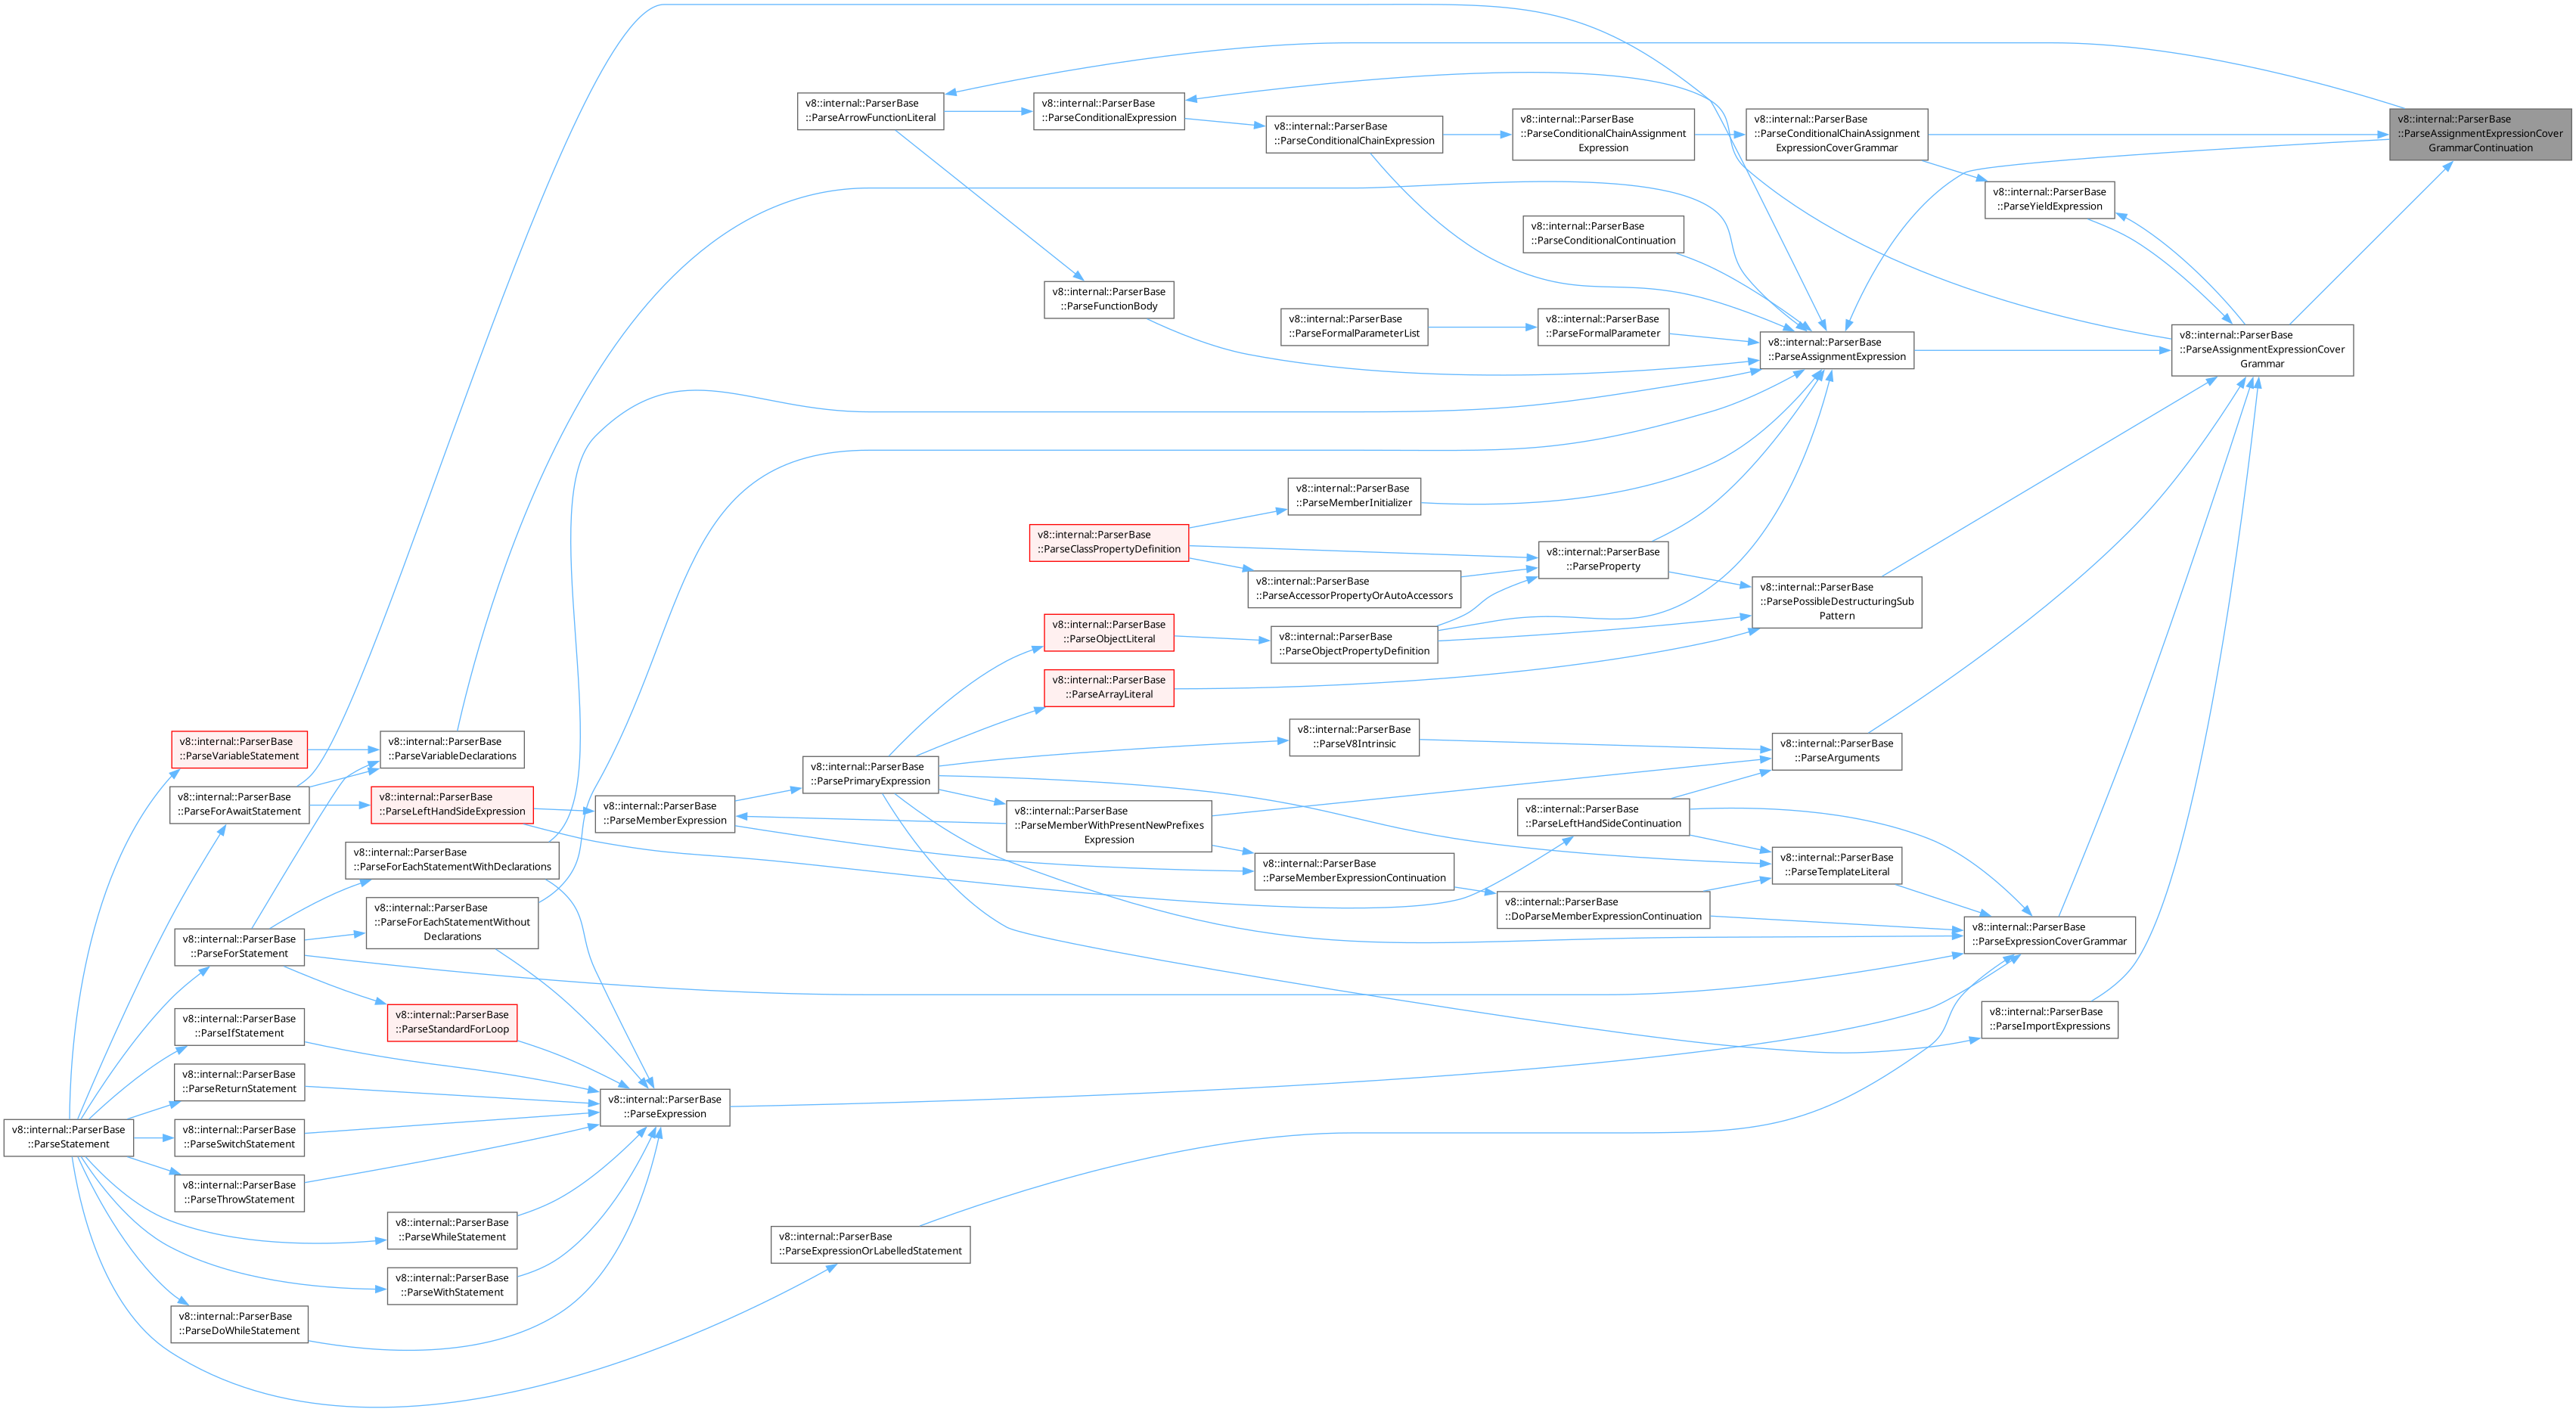 v8::internal::ParserBase
::ParseArrowFunctionLiteral
v8::internal::ParserBase
::ParseConditionalExpression
v8::internal::ParserBase
::ParseConditionalChainExpression
v8::internal::ParserBase
::ParseConditionalChainAssignment
Expression
v8::internal::ParserBase
::ParseConditionalChainAssignment
ExpressionCoverGrammar
v8::internal::ParserBase
::ParseAssignmentExpressionCover
GrammarContinuation
v8::internal::ParserBase
::ParseYieldExpression
v8::internal::ParserBase
::ParseConditionalContinuation
v8::internal::ParserBase
::ParseFunctionBody
v8::internal::ParserBase
::ParseFormalParameterList
v8::internal::ParserBase
::ParseFormalParameter
v8::internal::ParserBase
::ParseAssignmentExpression
v8::internal::ParserBase
::ParseAssignmentExpressionCover
Grammar
v8::internal::ParserBase
::ParseMemberInitializer
v8::internal::ParserBase
::ParseClassPropertyDefinition
v8::internal::ParserBase
::ParseProperty
v8::internal::ParserBase
::ParseAccessorPropertyOrAutoAccessors
v8::internal::ParserBase
::ParsePossibleDestructuringSub
Pattern
v8::internal::ParserBase
::ParseObjectLiteral
v8::internal::ParserBase
::ParseObjectPropertyDefinition
v8::internal::ParserBase
::ParseArrayLiteral
v8::internal::ParserBase
::ParseVariableStatement
v8::internal::ParserBase
::ParseVariableDeclarations
v8::internal::ParserBase
::ParseV8Intrinsic
v8::internal::ParserBase
::ParseArguments
v8::internal::ParserBase
::ParsePrimaryExpression
v8::internal::ParserBase
::ParseForAwaitStatement
v8::internal::ParserBase
::ParseLeftHandSideExpression
v8::internal::ParserBase
::ParseMemberExpression
v8::internal::ParserBase
::ParseMemberWithPresentNewPrefixes
Expression
v8::internal::ParserBase
::ParseLeftHandSideContinuation
v8::internal::ParserBase
::ParseForEachStatementWithDeclarations
v8::internal::ParserBase
::ParseMemberExpressionContinuation
v8::internal::ParserBase
::ParseTemplateLiteral
v8::internal::ParserBase
::ParseForEachStatementWithout
Declarations
v8::internal::ParserBase
::DoParseMemberExpressionContinuation
v8::internal::ParserBase
::ParseExpressionCoverGrammar
v8::internal::ParserBase
::ParseForStatement
v8::internal::ParserBase
::ParseIfStatement
v8::internal::ParserBase
::ParseStandardForLoop
v8::internal::ParserBase
::ParseImportExpressions
v8::internal::ParserBase
::ParseReturnStatement
v8::internal::ParserBase
::ParseExpression
v8::internal::ParserBase
::ParseStatement
v8::internal::ParserBase
::ParseSwitchStatement
v8::internal::ParserBase
::ParseThrowStatement
v8::internal::ParserBase
::ParseWhileStatement
v8::internal::ParserBase
::ParseExpressionOrLabelledStatement
v8::internal::ParserBase
::ParseWithStatement
v8::internal::ParserBase
::ParseDoWhileStatement